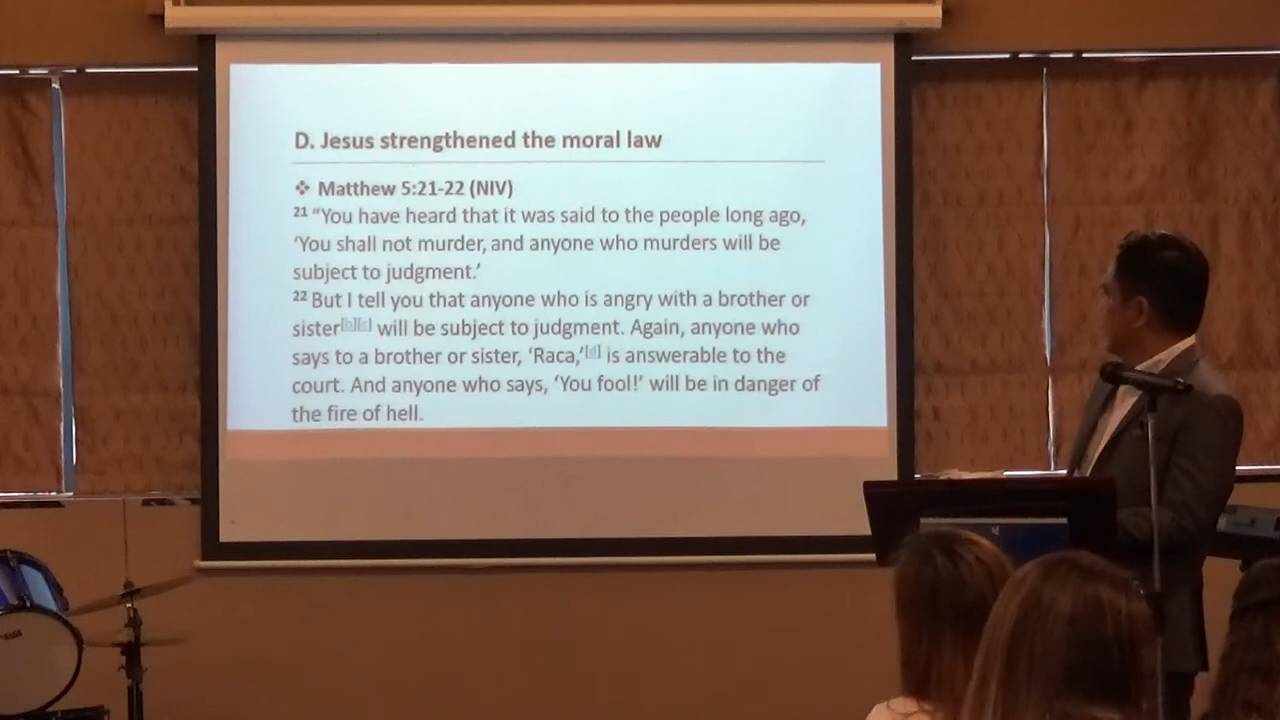 D. Jesus strengthened the moral law
❖ Matthew 5:21-22 (NIV)
21 “You have heard that it was said to the people long ago,
‘You shall not murder, and anyone who murders will be
subject to judgment.’
22 But I tell you that anyone who is angry with a brother or
sister[b][c] will be subject to judgment. Again, anyone who
says to a brother or sister, ‘Raca,’[d] is answerable to the
court. And anyone who says, ‘You fool!’ will be in danger of
the fire of hell.